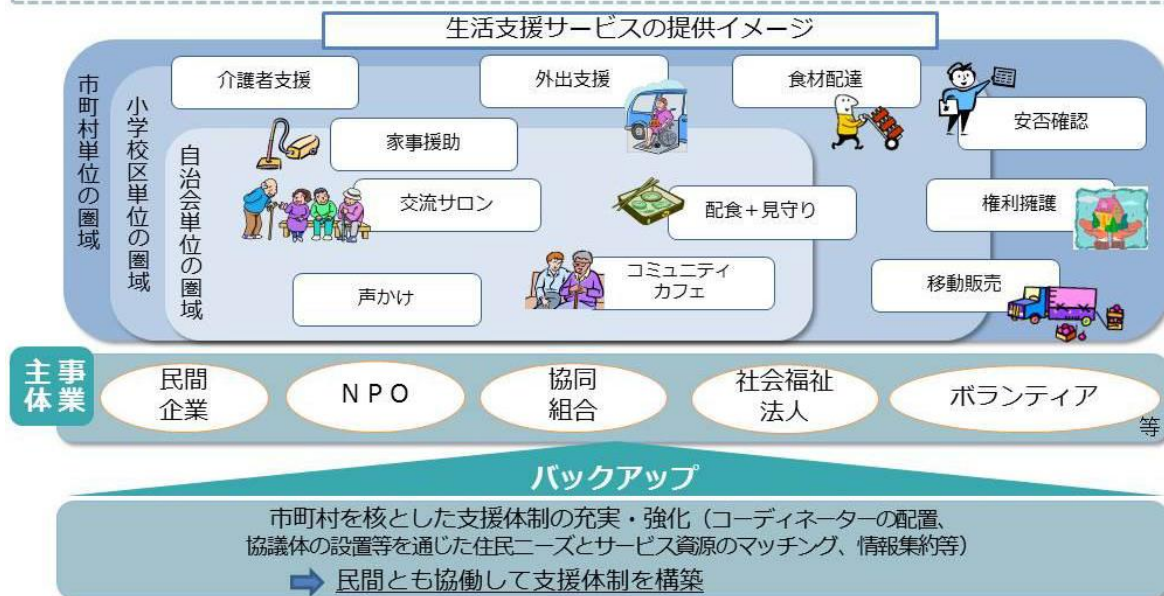 生活支援サービスの提供イメージ
市町村単位の圏域
小学校区単位の圏域
自治会単位の圏域
介護者支援
外出支援
食材配達
安否確認
家事援助
交流サロン
配食+見守り
権利擁護
声かけ
コミュニティ
カフェ
移動販売
事業
主体
民間
企業
NPO
協同
組合
社会福祉
法人
ボランティア
等
バックアップ
市町村を核とした支援体制の充実・強化（コーディネーターの配置、
協議体の設置等を通じた住民ニーズとサービス資源のマッチング、情報集約等）
民間とも協働して支援体制を構築